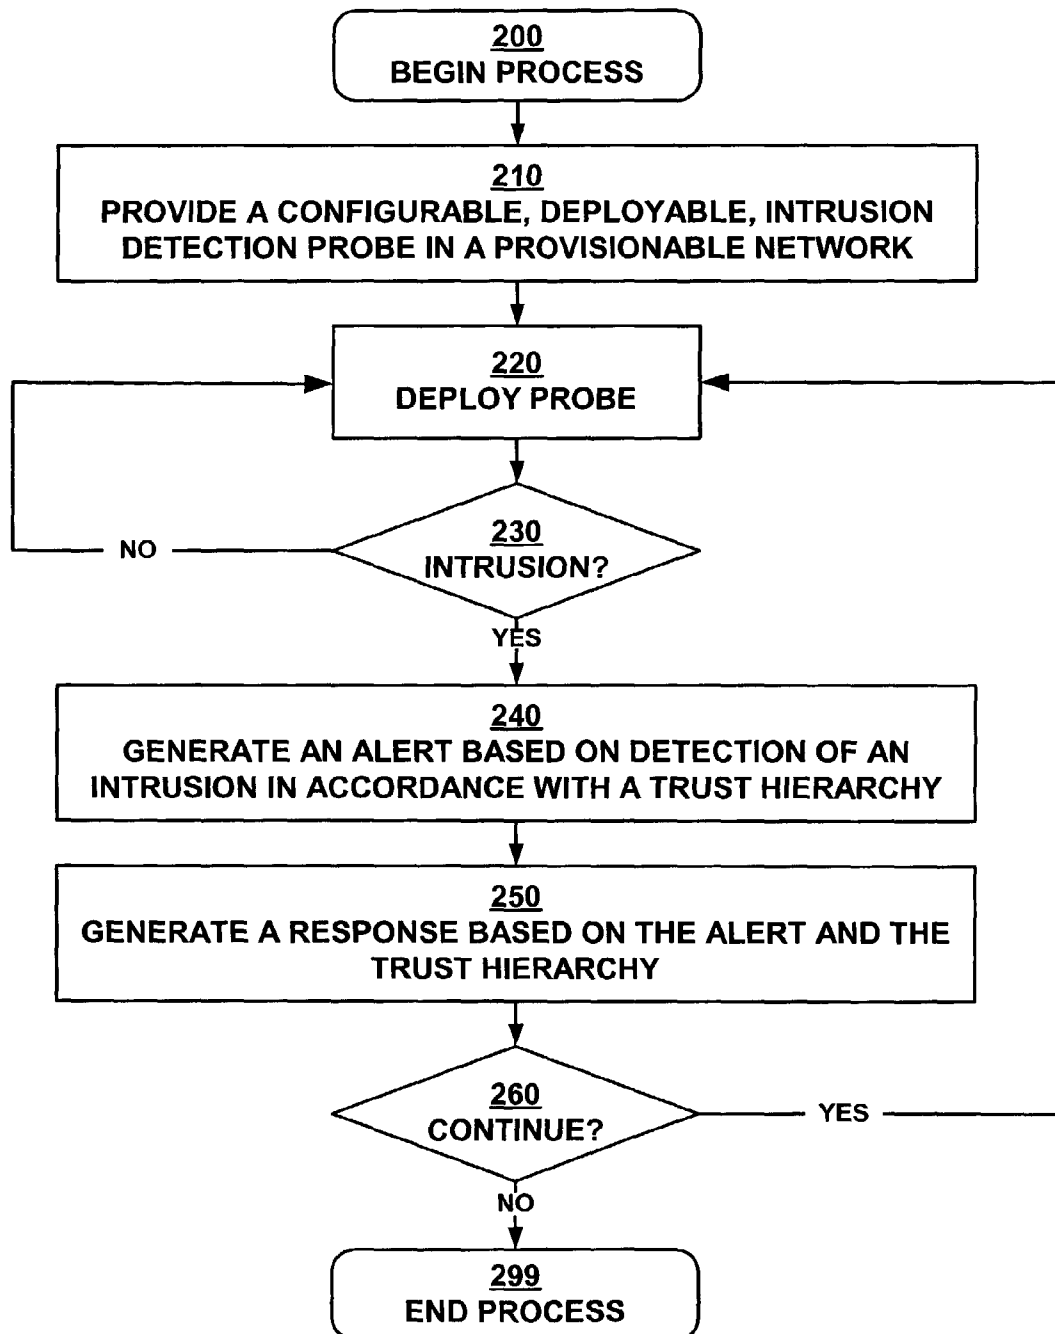 200
BEGIN PROCESS
210
PROVIDE A CONFIGURABLE, DEPLOYABLE, INTRUSION
DETECTION PROBE IN A PROVISIONABLE NETWORK
220
DEPLOY PROBE
230
INTRUSION?
NO
YES
240
GENERATE AN ALERT BASED ON DETECTION OF AN
INTRUSION IN ACCORDANCE WITH A TRUST HIERARCHY
250
GENERATE A RESPONSE BASED ON THE ALERT AND THE
TRUST HIERARCHY
260
CONTINUE?
YES
NO
299
END PROCESS